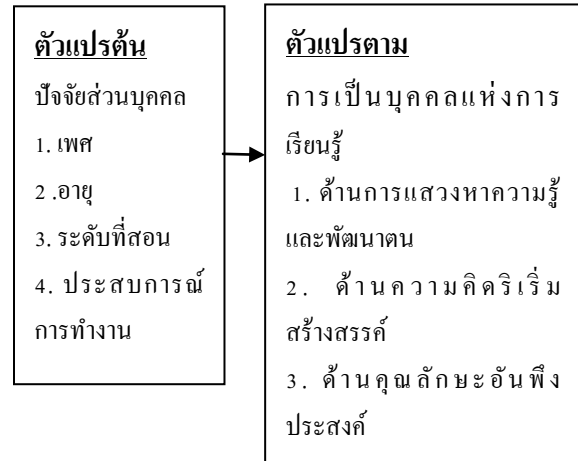 ตัวแปรต้น
ปัจจัยส่วนบุคคล
1. เพศ
2 .อายุ
3. ระดับที่สอน
4. ประสบการณ์
การทำงาน
ตัวแปรตาม
การเป็นบุคคลแห่งการ
เรียนรู้
1. ด้านการแสวงหาความรู้
และพัฒนาตน
2. ด้านความคิดริเริ่ม
สร้างสรรค์
3. ด้านคุณลักษะอันพึง
ประสงค์